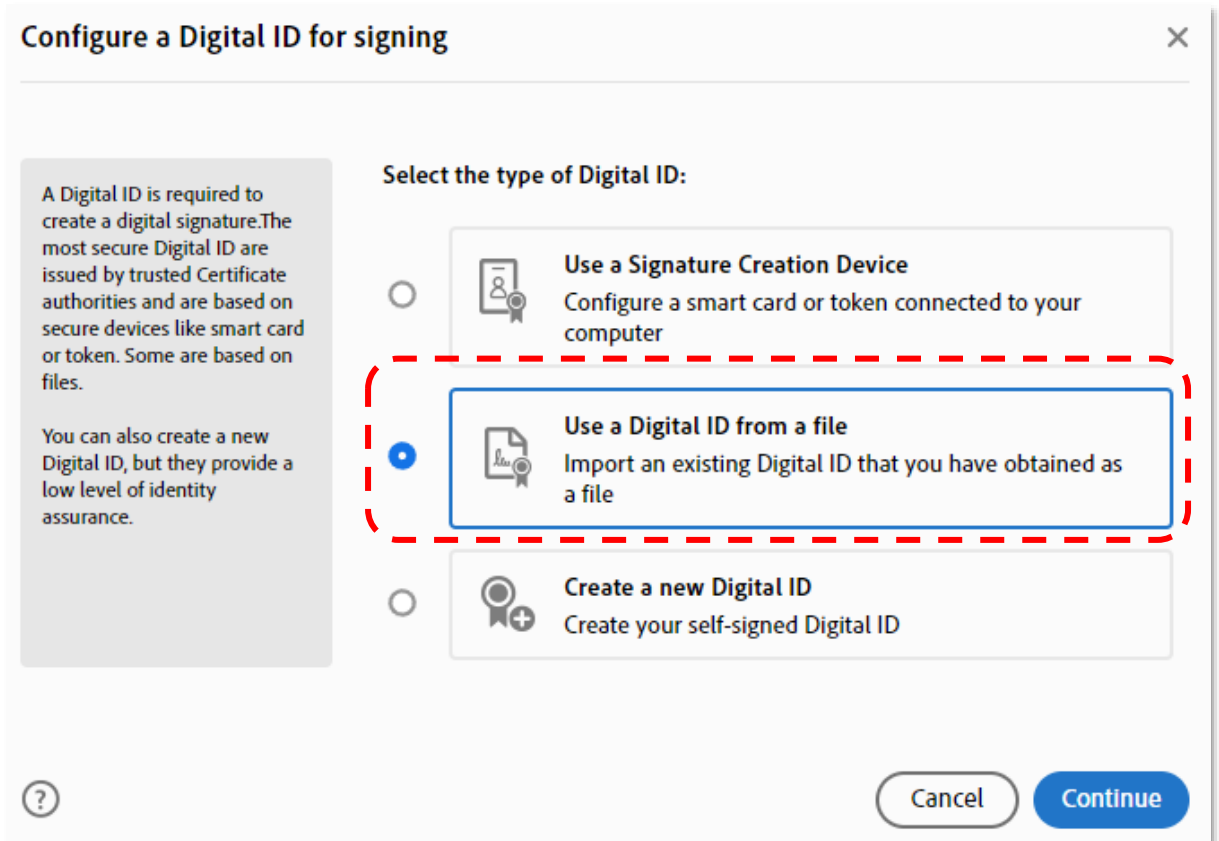 Configure a Digital ID for signing
A Digital ID is required to
create a digital signature.The
most secure Digital ID are
issued by trusted Certificate
authorities and are based on
secure devices like smart card
or token. Some are based on
files.
You can also create a new
Digital ID, but they provide a
low level of identity
assurance.
Select the type of Digital ID:
Use a Signature Creation Device
Configure a smart card or token connected to your
computer
Use a Digital ID from a file
Import an existing Digital ID that you have obtained as
a file
Create a new Digital ID
Create your self-signed Digital ID
?
Cancel
Continue